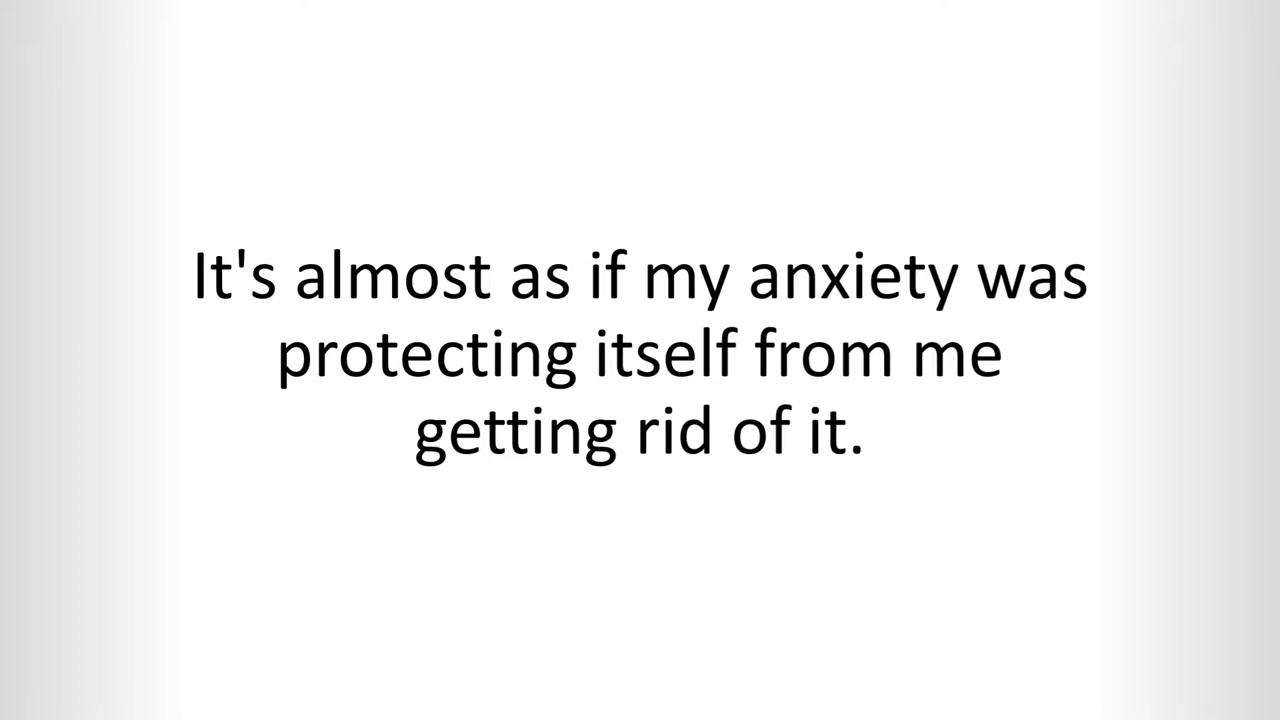 It's almost as if my anxiety was
protecting itself from me
getting rid of it.